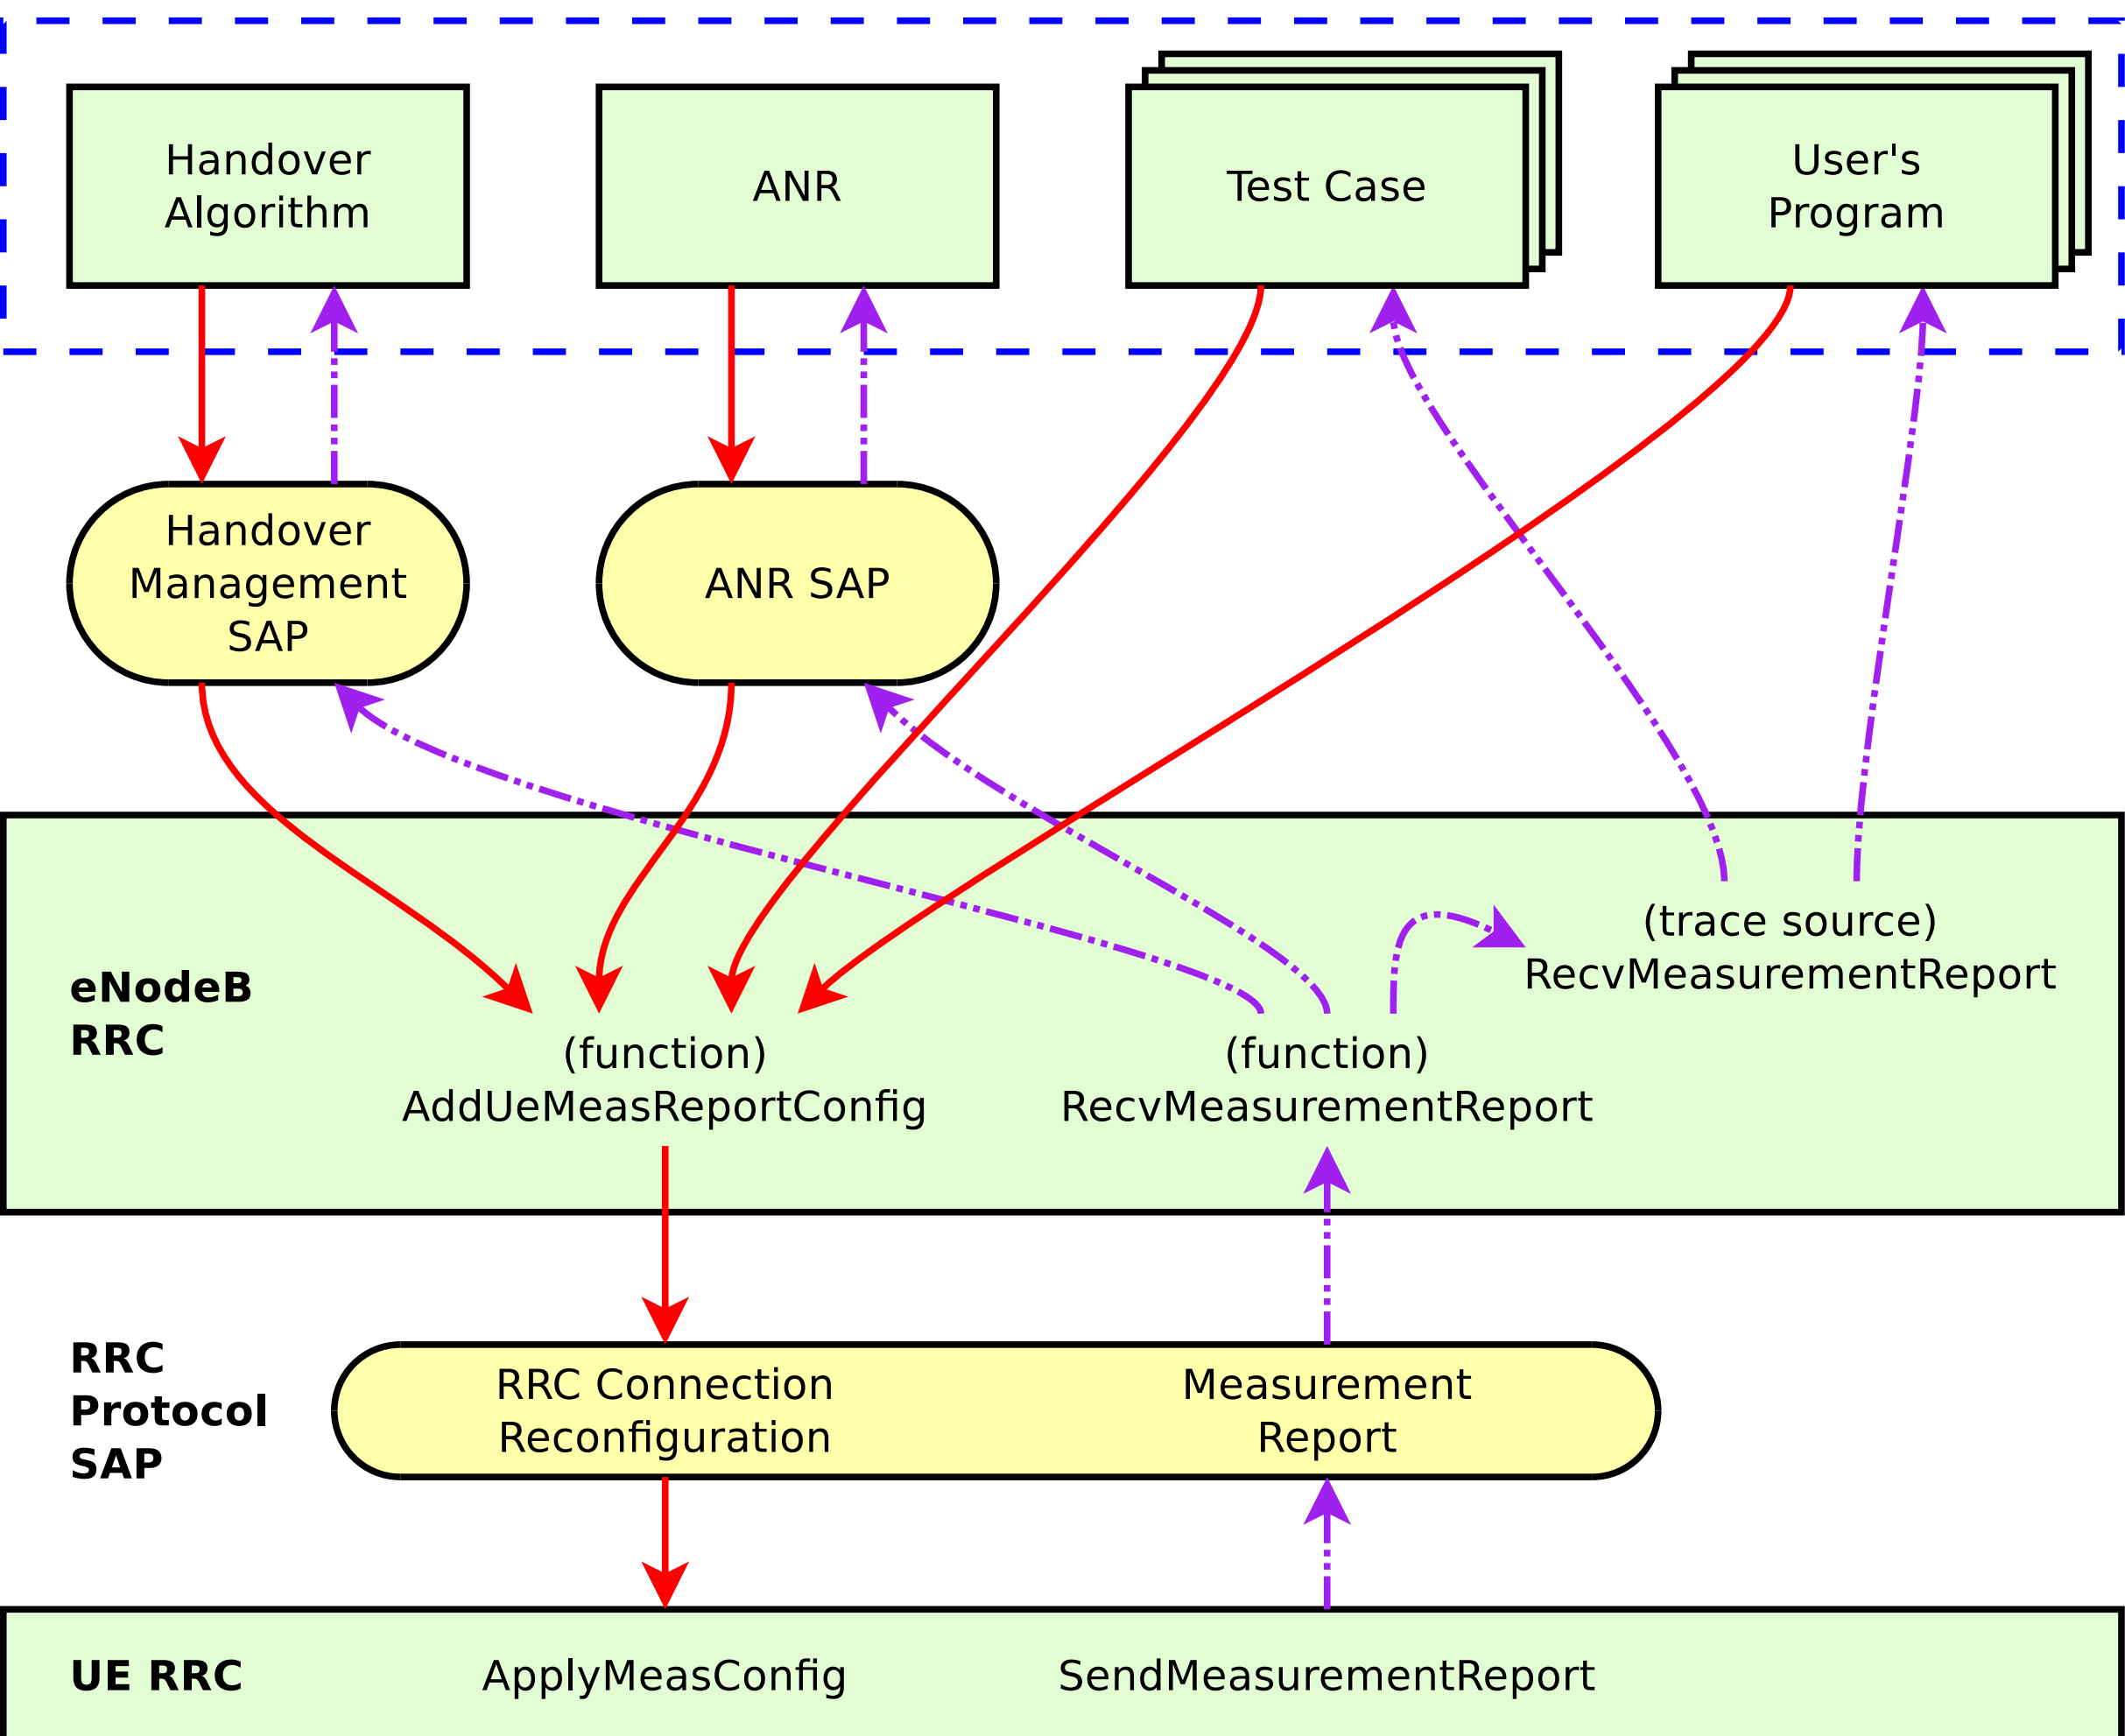 Handover
Algorithm
ANR
Test Case
User's
Program
Handover
Management
SAP
ANR SAP
(trace source)
RecvMeasurementReport
eNodeB
RRC
(function)
AddUeMeasReportConfig
(function)
RecvMeasurementReport
RRC
Protocol
SAP
RRC Connection
Reconfiguration
Measurement
Report
UE RRC
ApplyMeasConfig
SendMeasurementReport